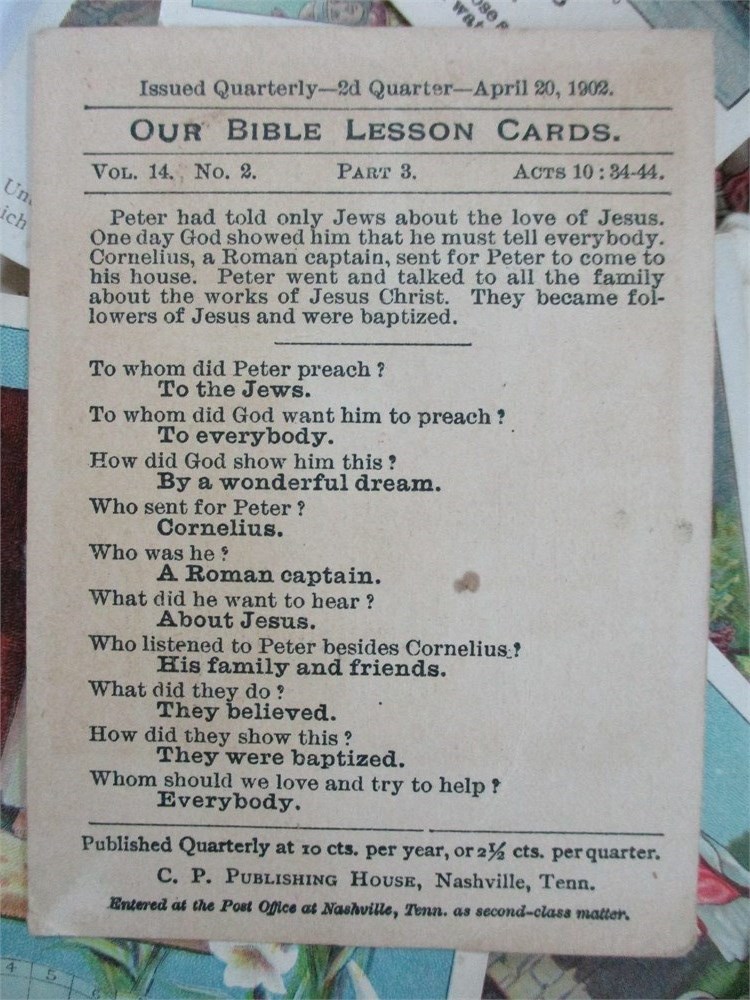 Issued Quarterly—2d Quarter—April 20, 1902.
OUR BIBLE LESSON CARDS.
VOL. 14. No. 2. PART 3. ACTS 10 : 34-44.
Peter had told only Jews about the love of Jesus.
One day God showed him that he must tell everybody.
Cornelius, a Roman captain, sent for Peter to come to
his house. Peter went and talked to all the family
about the works of Jesus Christ. They became fol-
lowers of Jesus and were baptized.
To whom did Peter preach ?
To the Jews.
To whom did God want him to preach ?
To everybody.
How did God show him this ?
By a wonderful dream.
Who sent for Peter ?
Cornelius.
Who was he ?
A Roman captain.
What did he want to hear ?
About Jesus.
Who listened to Peter besides Cornelius ?
His family and friends.
What did they do ?
They believed.
How did they show this ?
They were baptized.
Whom should we love and try to help ?
Everybody.
Published Quarterly at 10 cts. per year, or 2½ cts. per quarter.
C. P. PUBLISHING HOUSE, Nashville, Tenn.
Entered at the Post Office at Nashville, Tenn. as second-class matter.
4 5 6